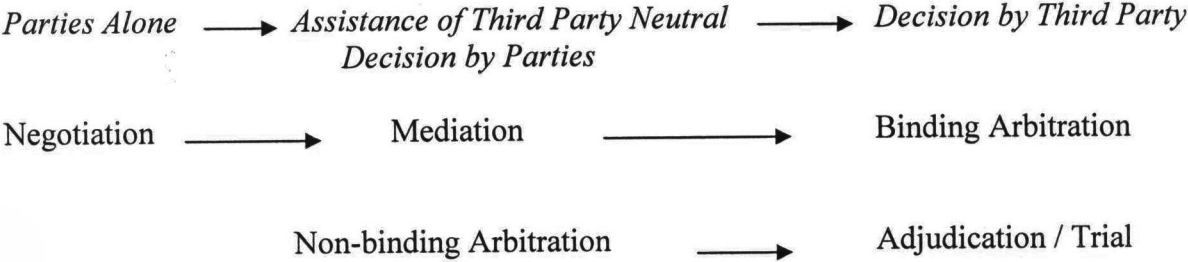 Parties Alone Assistance of Third Party Neutral Decision by Third Party
Decision by Parties
Negotiation Mediation Binding Arbitration
Non-binding Arbitration Adjudication / Trial